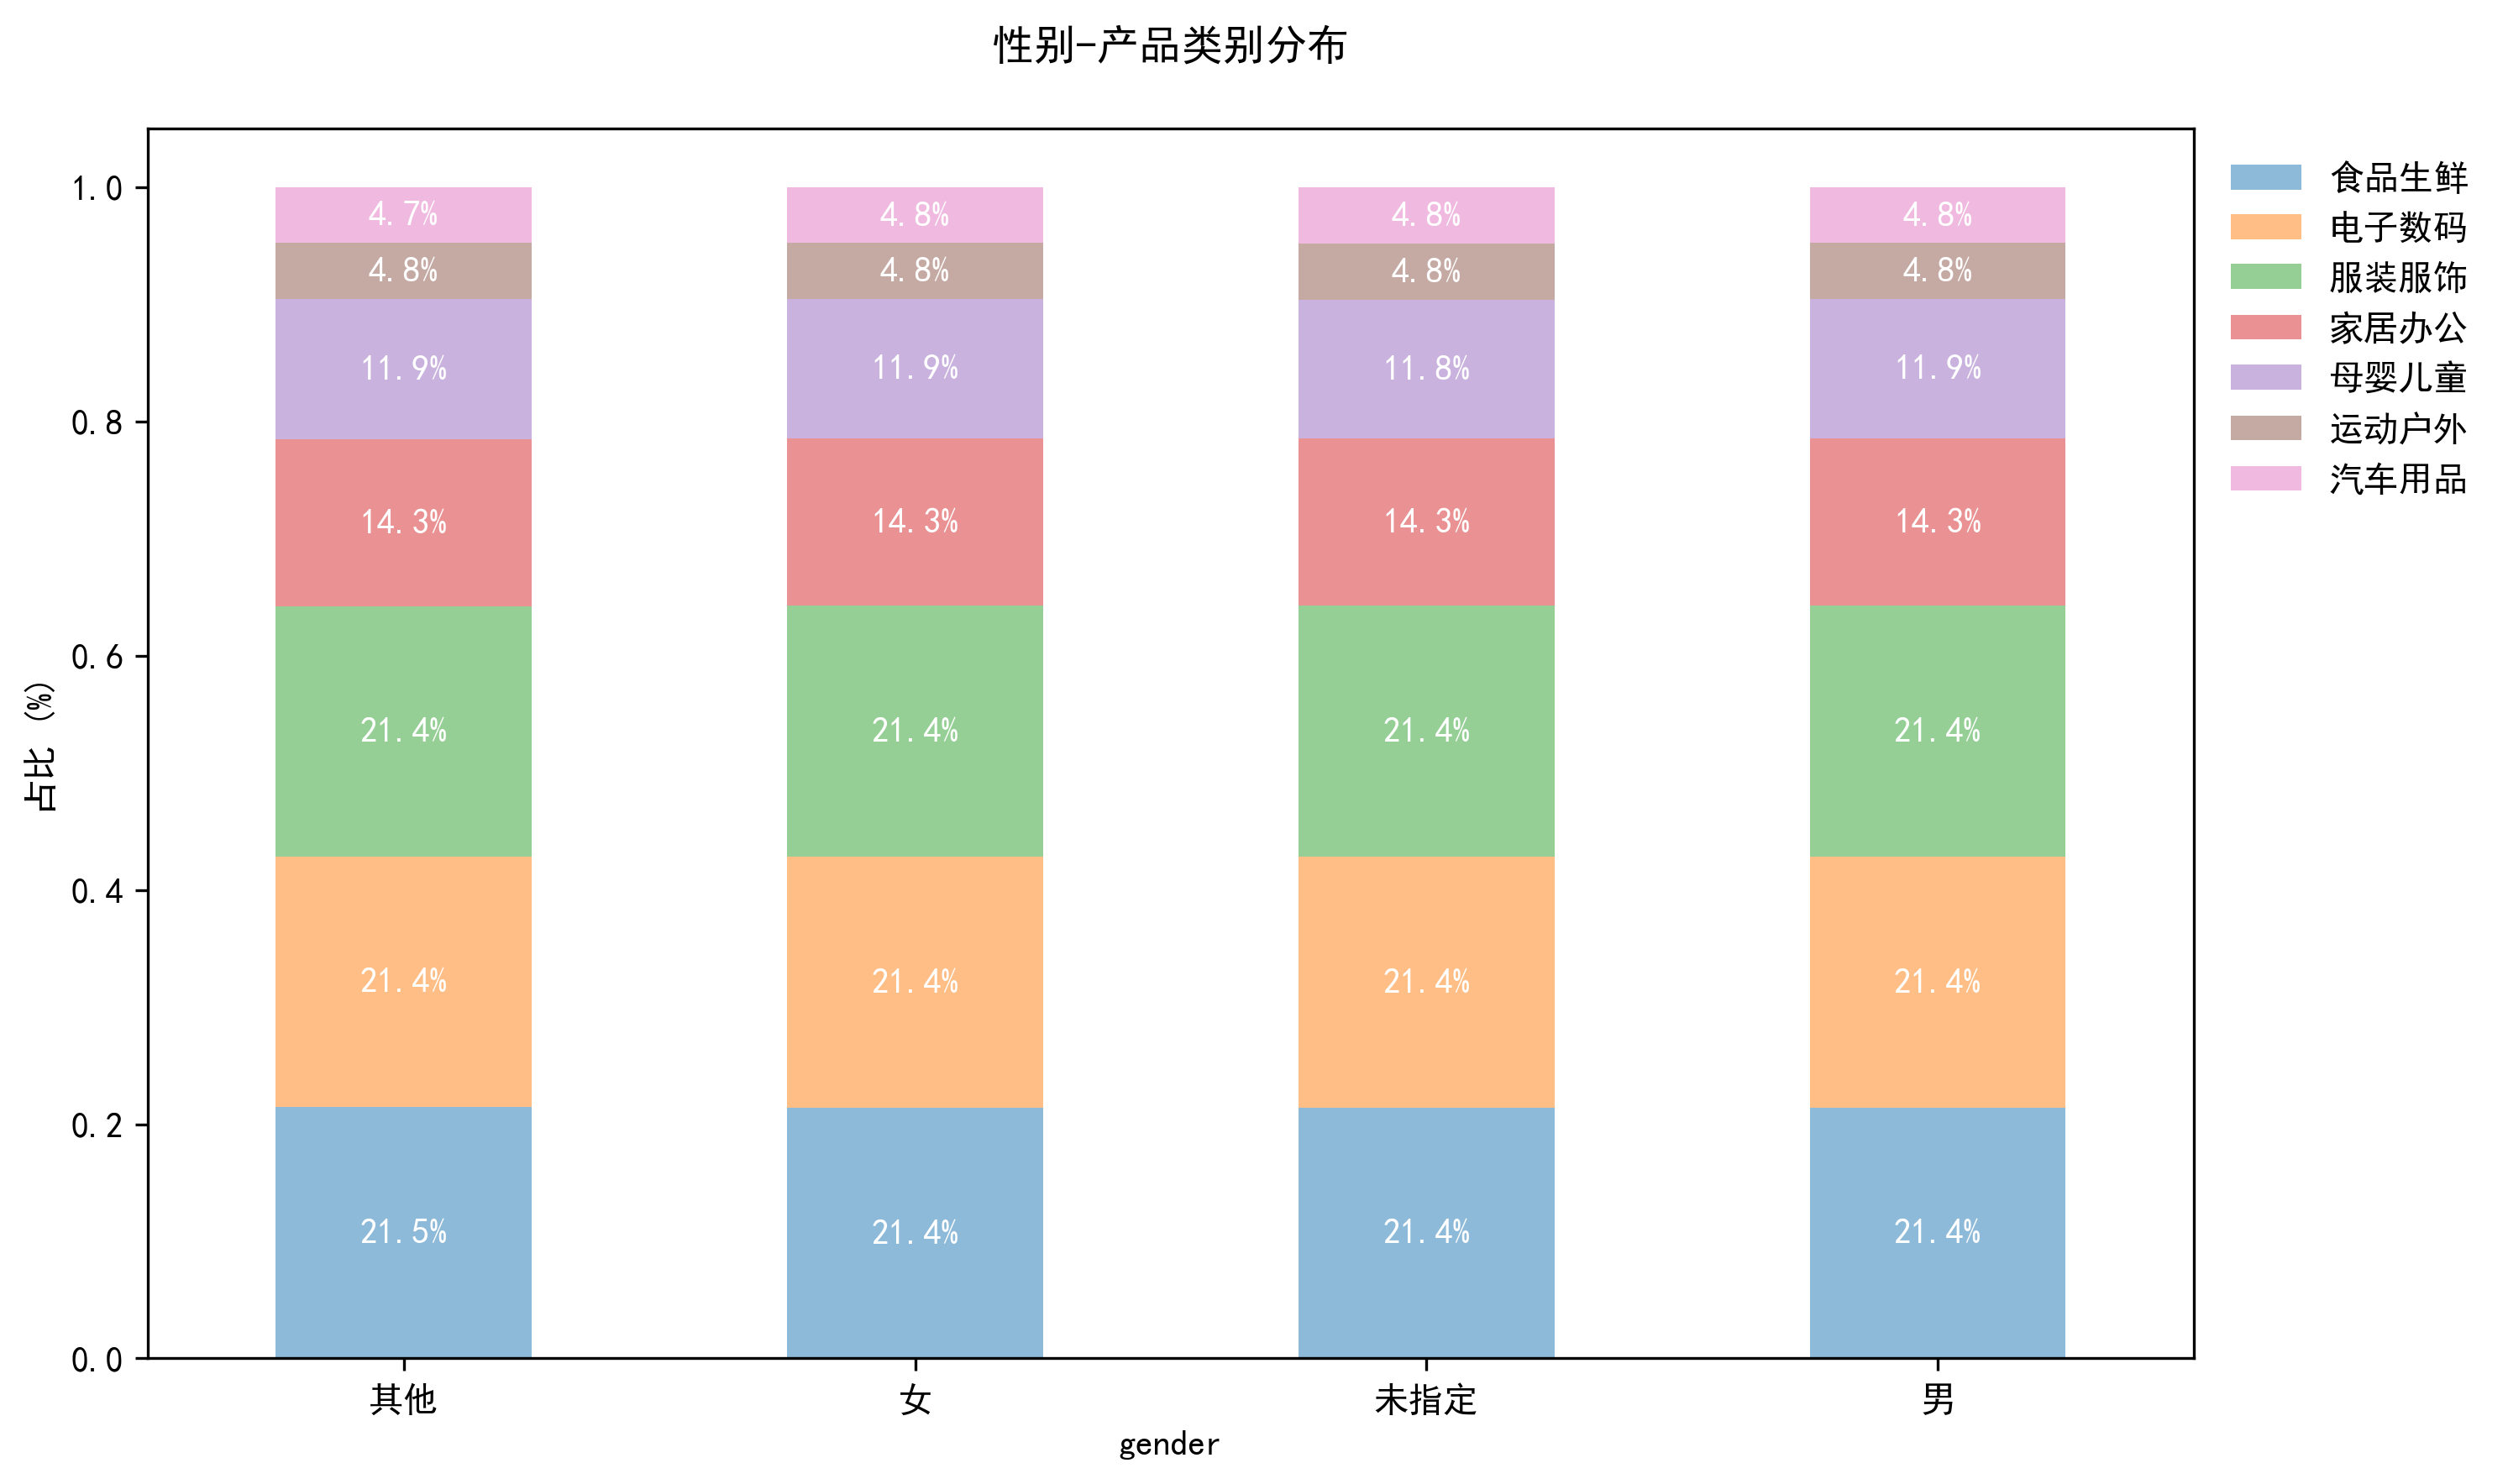 性别-产品类别分布
食品生鲜
电子数码
服装服饰
家居办公
母婴儿童
运动户外
汽车用品
占比 (%)
1.0
0.8
0.6
0.4
0.2
0.0
4.7% 4.8% 4.8% 4.8%
4.8% 4.8% 4.8% 4.8%
11.9% 11.9% 11.8% 11.9%
14.3% 14.3% 14.3% 14.3%
21.4% 21.4% 21.4% 21.4%
21.4% 21.4% 21.4% 21.4%
21.5% 21.4% 21.4% 21.4%
其他 女 未指定 男
gender